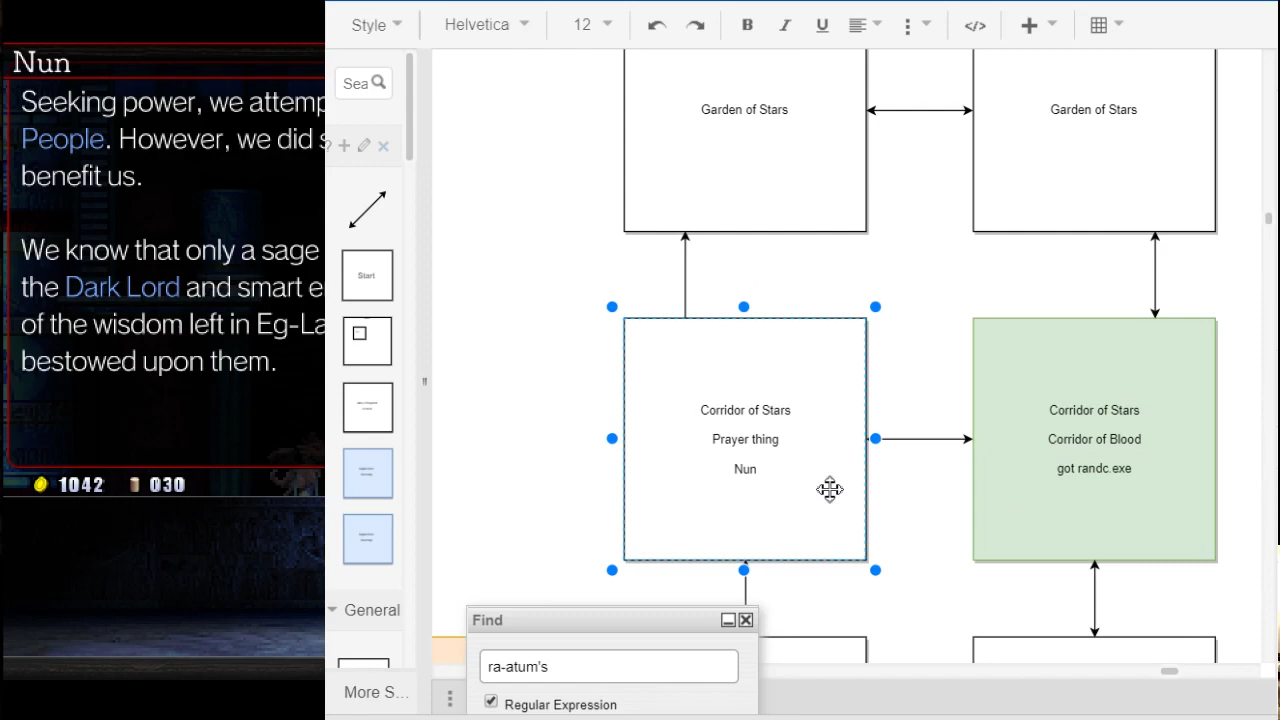 Nun
Seeking power, we attemp
People. However, we did s
benefit us.
We know that only a sage
the Dark Lord and smart e
of the wisdom left in Eg-La
bestowed upon them.
1042
030
Style
Helvetica
12
B
I
U
Sea
Start
General
More S...
Garden of Stars
Garden of Stars
Corridor of Stars
Prayer thing
Nun
Corridor of Stars
Corridor of Blood
got randc.exe
Find
ra-atum's
Regular Expression